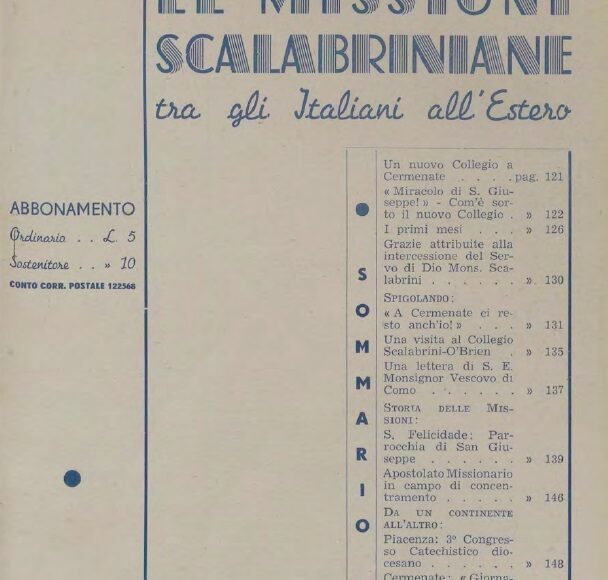 LE MISSIONI
SCALABRINIANE
tra gli Italiani all'Estero
ABBONAMENTO
Ordinario . . £. 5
Sostenitore . . » 10
CONTO CORR. POSTALE 122568
SOMMARIO
Un nuovo Collegio a
Cermenate . . . . pag. 121
« Miracolo di S. Giu-
seppe! » - Com'è sor-
to il nuovo Collegio . » 122
I primi mesi . . . » 126
Grazie attribuite alla
intercessione del Ser-
vo di Dio Mons. Sca-
labrini . . . . . . » 130
SPIGOLANDO:
« A Cermenate ci re-
sto anch'io! » . . . » 131
Una visita al Collegio
Scalabrini-O'Brien . » 135
Una lettera di S. E.
Monsignor Vescovo di
Como . . . . . . » 137
STORIA DELLE MIS-
SIONI:
S. Felicidade: Par-
rocchia di San Giu-
seppe . . . . . . » 139
Apostolato Missionario
in campo di concen-
tramento . . . . . » 146
DA UN CONTINENTE
ALL'ALTRO:
Piacenza: 3º Congres-
so Catechistico dio-
cesano . . . . . . » 148
Cermenate: « Giorna-